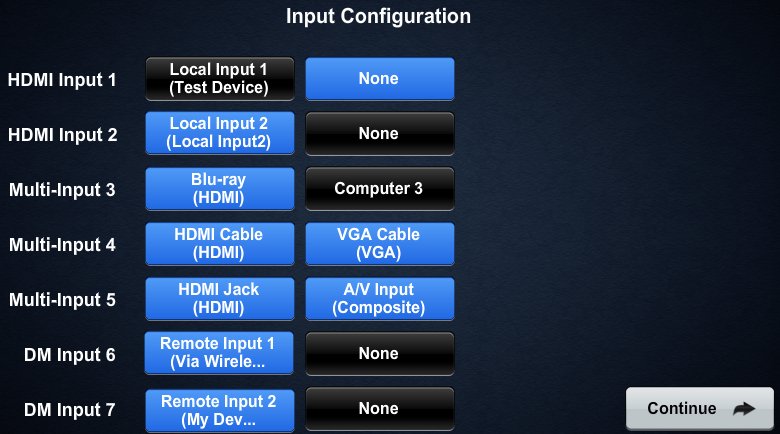 Input Configuration
HDMI Input 1
Local Input 1
(Test Device)
None
HDMI Input 2
Local Input 2
(Local Input2)
None
Multi-Input 3
Blu-ray
(HDMI)
Computer 3
Multi-Input 4
HDMI Cable
(HDMI)
VGA Cable
(VGA)
Multi-Input 5
HDMI Jack
(HDMI)
A/V Input
(Composite)
DM Input 6
Remote Input 1
(Via Wirele...
None
DM Input 7
Remote Input 2
(My Dev...
None
Continue